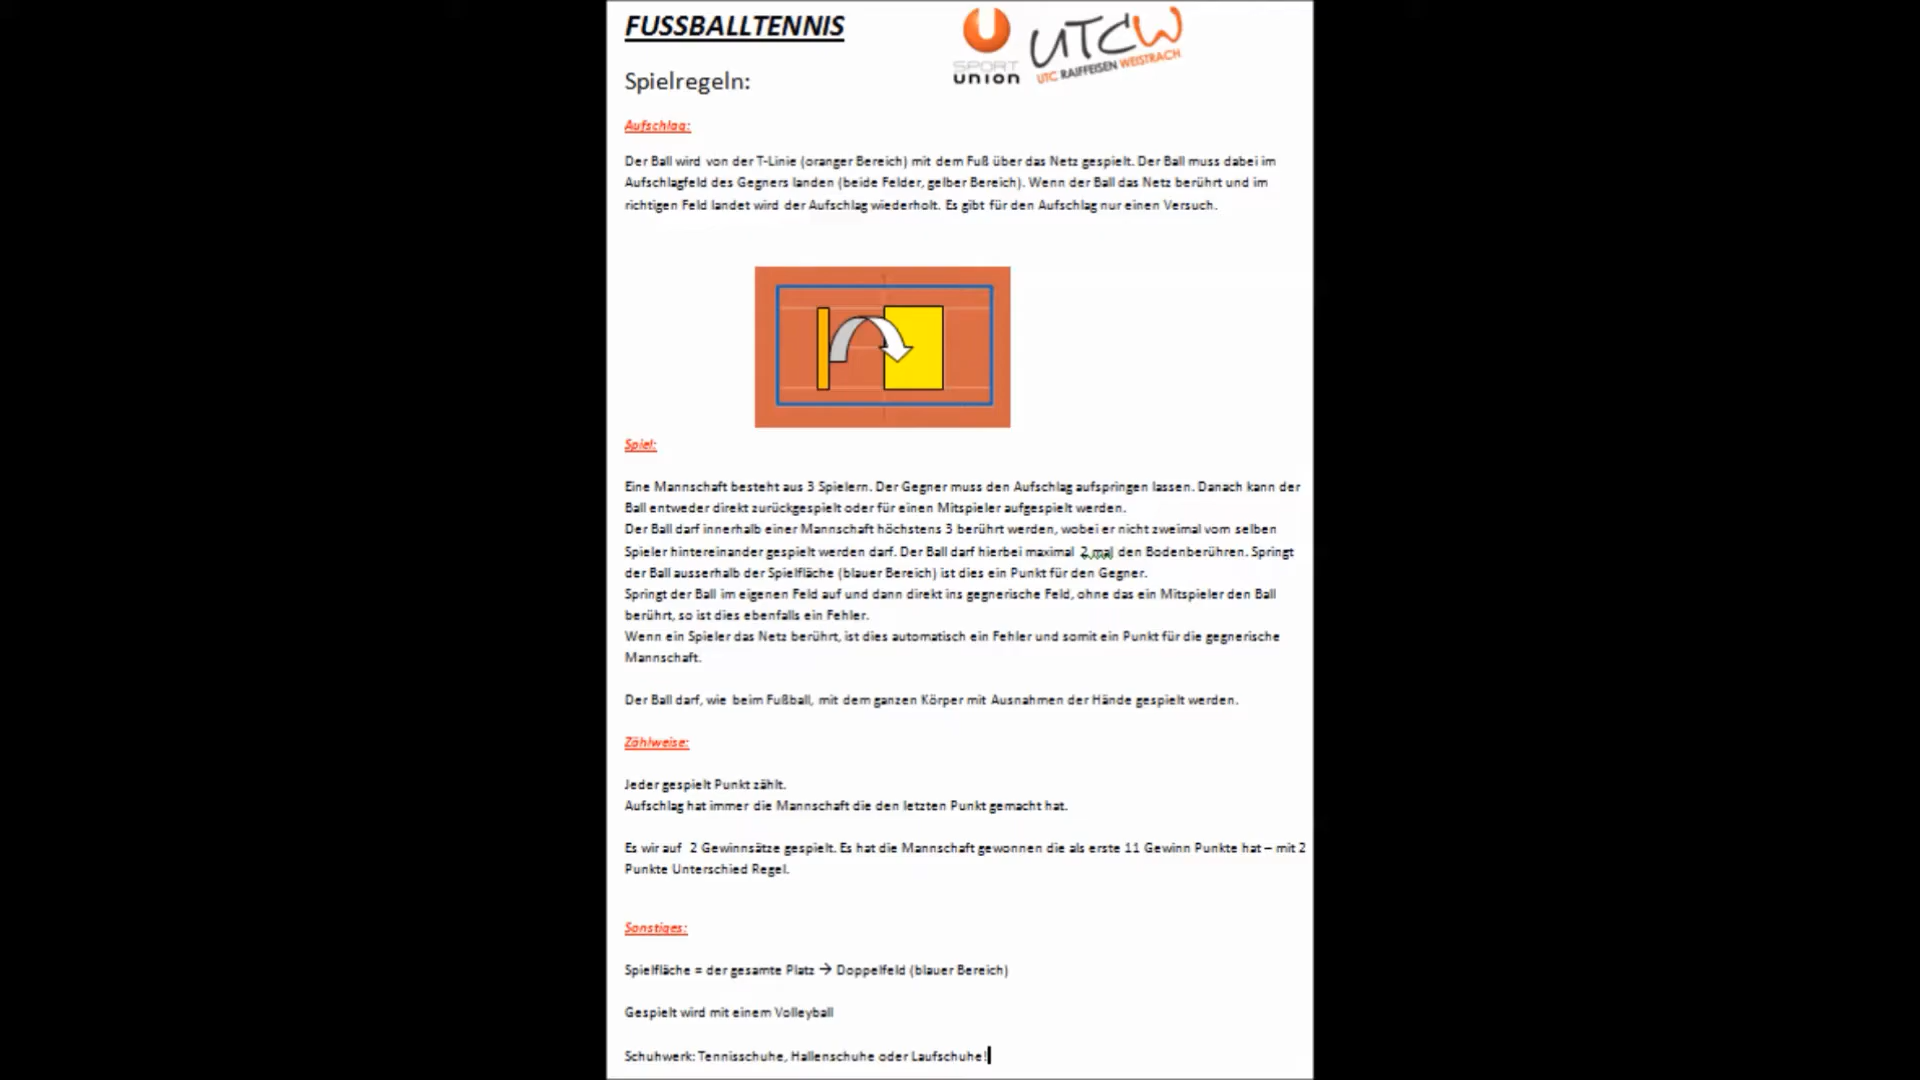 FUSSBALLTENNIS
SPORT
union
UTCW
UTC RAIFFEISEN WEISTRACH
Spielregeln:
Aufschlag:
Der Ball wird von der T-Linie (oranger Bereich) mit dem Fuß über das Netz gespielt. Der Ball muss dabei im
Aufschlagfeld des Gegners landen (beide Felder, gelber Bereich). Wenn der Ball das Netz berührt und im
richtigen Feld landet wird der Aufschlag wiederholt. Es gibt für den Aufschlag nur einen Versuch.
Spiel:
Eine Mannschaft besteht aus 3 Spielern. Der Gegner muss den Aufschlag aufspringen lassen. Danach kann der
Ball entweder direkt zurückgespielt oder für einen Mitspieler aufgespielt werden.
Der Ball darf innerhalb einer Mannschaft höchstens 3 berührt werden, wobei er nicht zweimal vom selben
Spieler hintereinander gespielt werden darf. Der Ball darf hierbei maximal 2 mal den Bodenberühren. Springt
der Ball ausserhalb der Spielfläche (blauer Bereich) ist dies ein Punkt für den Gegner.
Springt der Ball im eigenen Feld auf und dann direkt ins gegnerische Feld, ohne das ein Mitspieler den Ball
berührt, so ist dies ebenfalls ein Fehler.
Wenn ein Spieler das Netz berührt, ist dies automatisch ein Fehler und somit ein Punkt für die gegnerische
Mannschaft.
Der Ball darf, wie beim Fußball, mit dem ganzen Körper mit Ausnahmen der Hände gespielt werden.
Zählweise:
Jeder gespielt Punkt zählt.
Aufschlag hat immer die Mannschaft die den letzten Punkt gemacht hat.
Es wir auf 2 Gewinnsätze gespielt. Es hat die Mannschaft gewonnen die als erste 11 Gewinn Punkte hat – mit 2
Punkte Unterschied Regel.
Sonstiges:
Spielfläche = der gesamte Platz → Doppelfeld (blauer Bereich)
Gespielt wird mit einem Volleyball
Schuhwerk: Tennisschuhe, Hallenschuhe oder Laufschuhe!